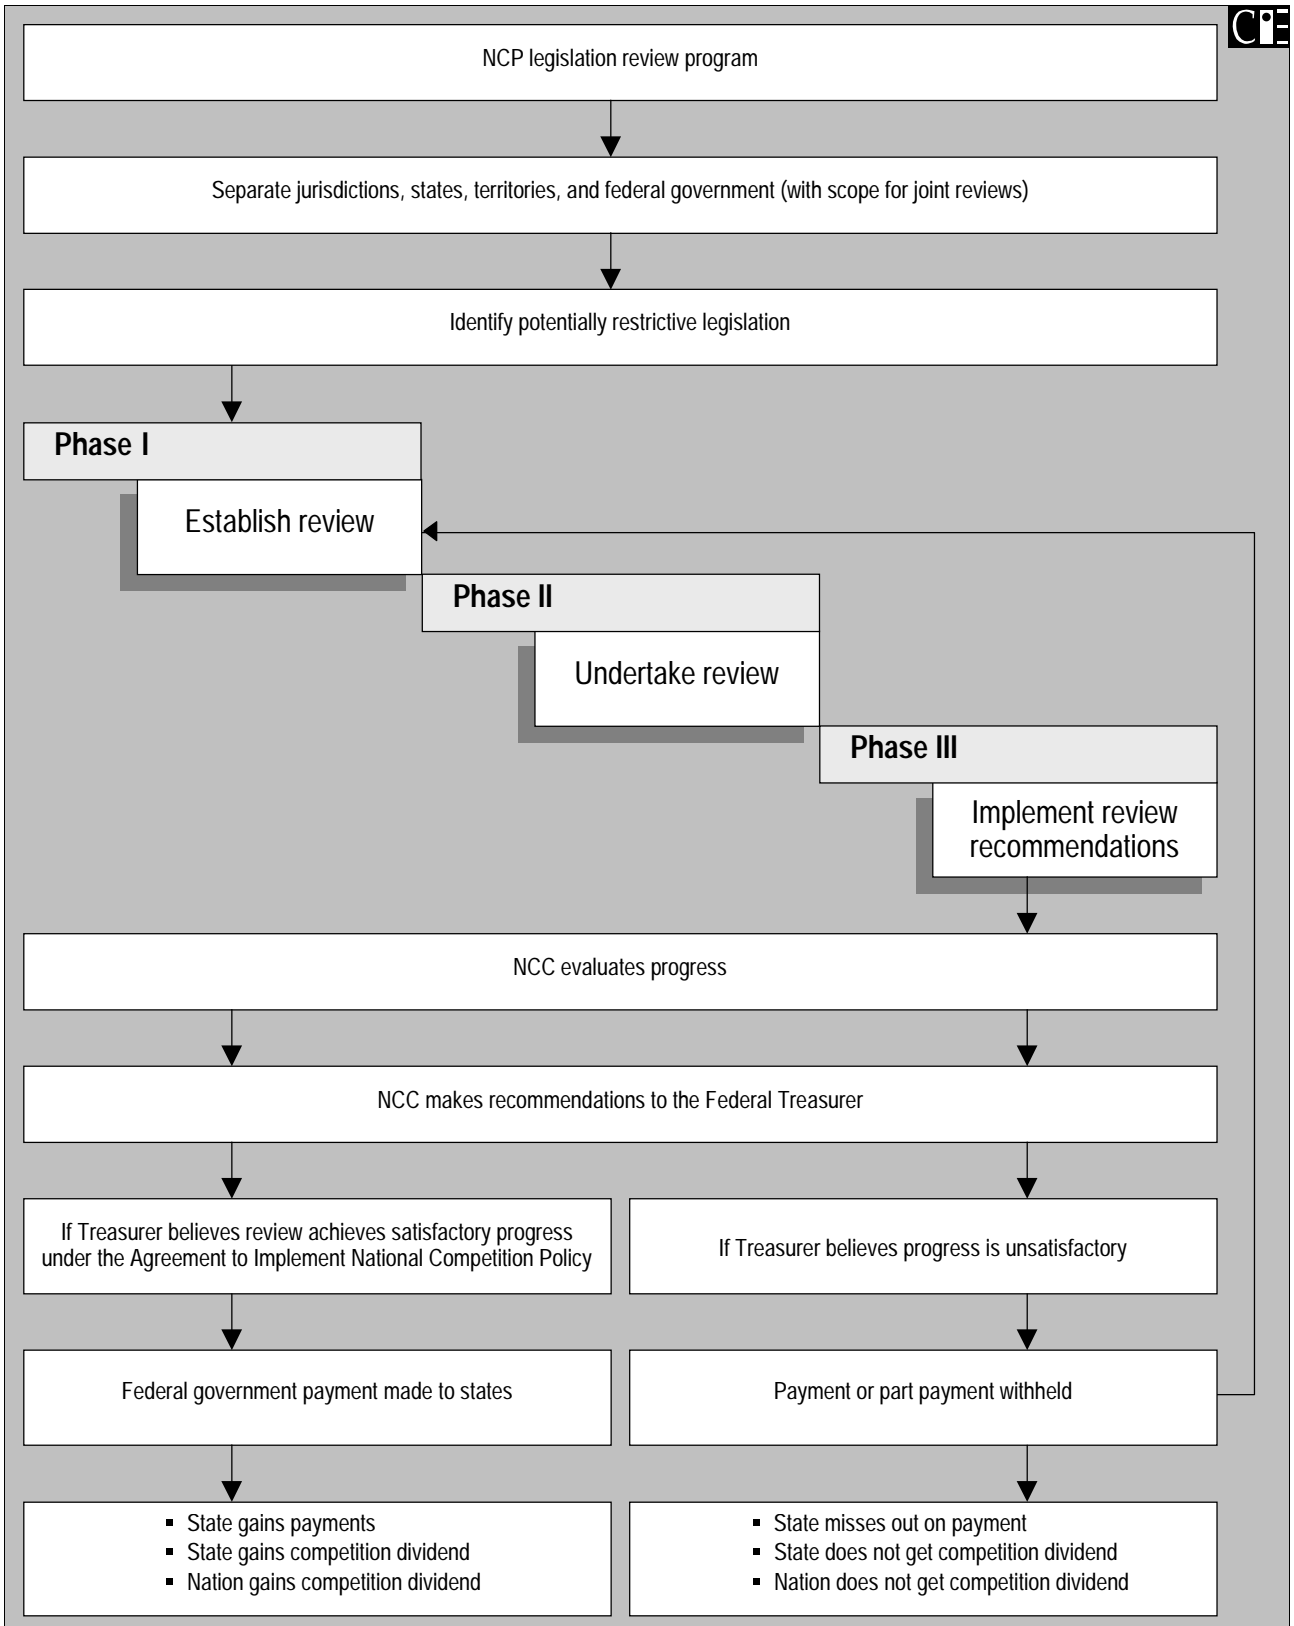 CIE
NCP legislation review program
Separate jurisdictions, states, territories, and federal government (with scope for joint reviews)
Identify potentially restrictive legislation
Phase I
Establish review
Phase II
Undertake review
Phase III
Implement review
recommendations
NCC evaluates progress
NCC makes recommendations to the Federal Treasurer
If Treasurer believes review achieves satisfactory progress
under the Agreement to Implement National Competition Policy
If Treasurer believes progress is unsatisfactory
Federal government payment made to states
Payment or part payment withheld
▪ State gains payments
▪ State gains competition dividend
▪ Nation gains competition dividend
▪ State misses out on payment
▪ State does not get competition dividend
▪ Nation does not get competition dividend